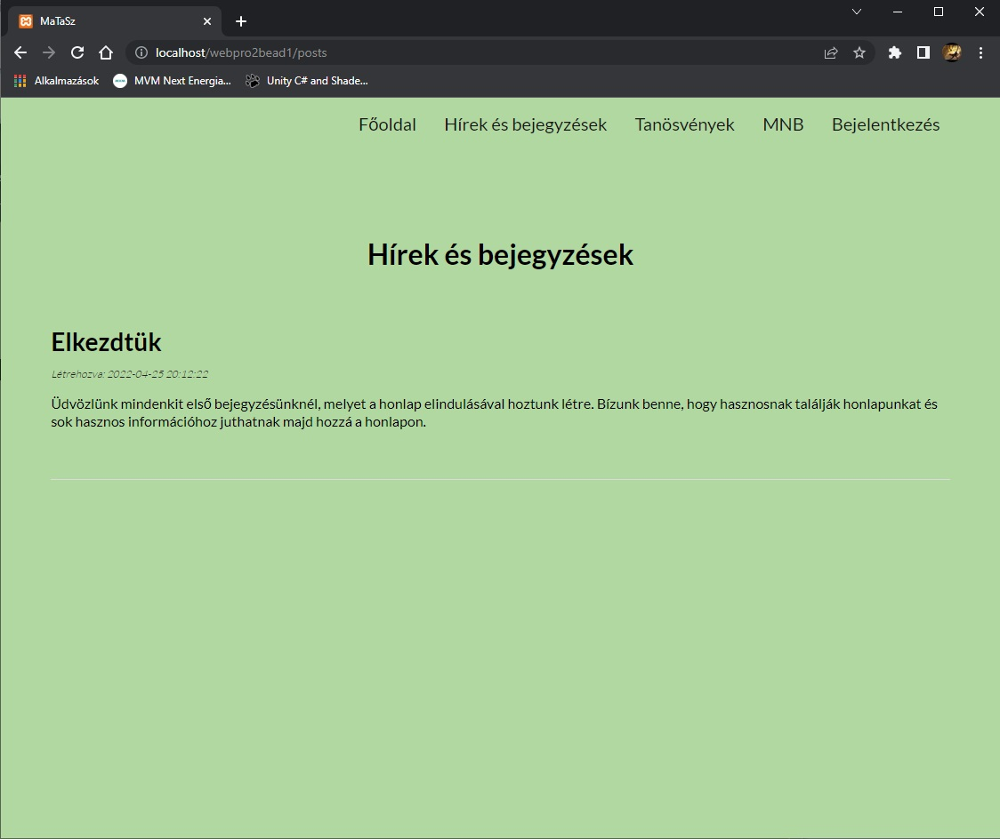 MaTaSz
localhost/webpro2bead1/posts
Alkalmazások MVM Next Energia... Unity C# and Shade...
Főoldal Hírek és bejegyzések Tanösvények MNB Bejelentkezés
Hírek és bejegyzések
Elkezdtük
Létrehozva: 2022-04-25 20:12:22
Üdvözlünk mindenkit első bejegyzésünknél, melyet a honlap elindulásával hoztunk létre. Bízunk benne, hogy hasznosnak találják honlapunkat és
sok hasznos információhoz juthatnak majd hozzá a honlapon.